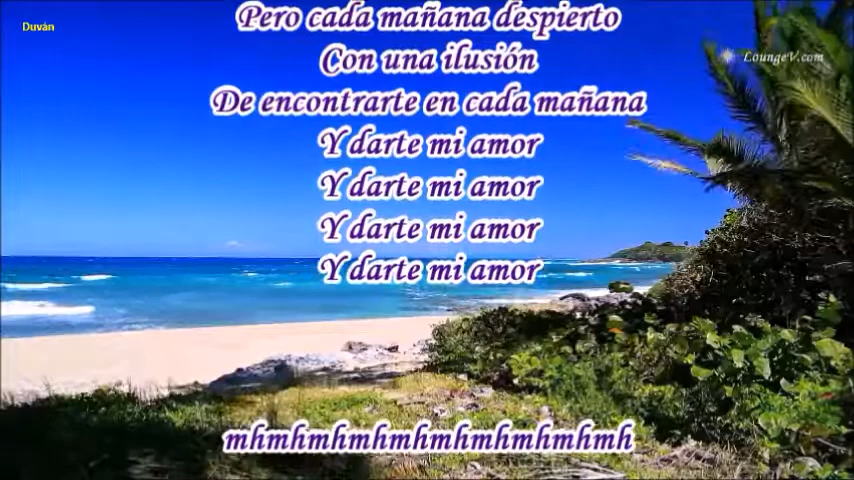 Duván
LoungeV.com
Pero cada mañana despierto
Con una ilusión
De encontrarte en cada mañana
Y darte mi amor
Y darte mi amor
Y darte mi amor
Y darte mi amor
mhmhmhmhmhmhmhmhmhmh